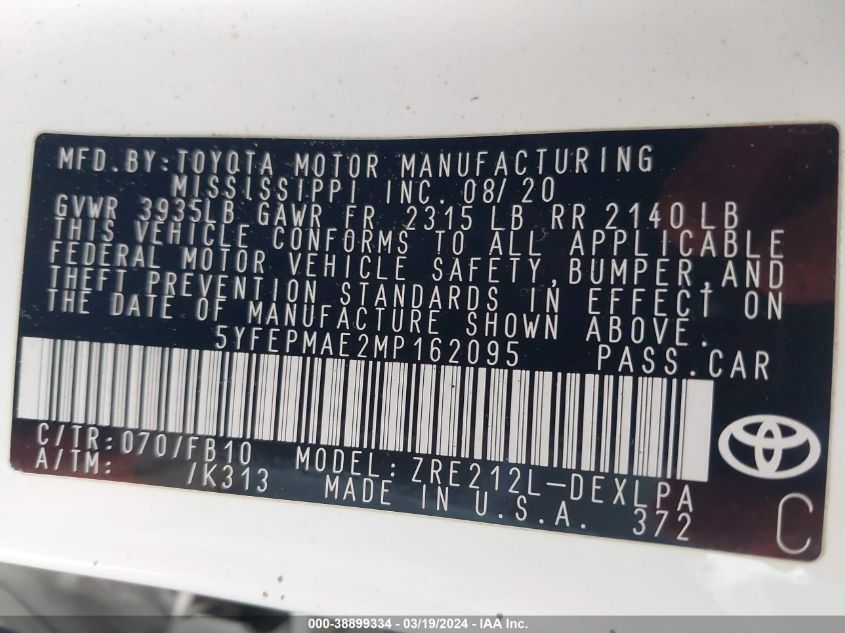 MFD.BY:TOYOTA MOTOR MANUFACTURING
MISSISSIPPI INC. 08/20
GVWR 3935LB GAWR FR 2315LB RR 2140LB
THIS VEHICLE CONFORMS TO ALL APPLICABLE
FEDERAL MOTOR VEHICLE SAFETY,BUMPER,AND
THEFT PREVENTION STANDARDS IN EFFECT ON
THE DATE OF MANUFACTURE SHOWN ABOVE.
5YFEPMAE2MP162095 PASS.CAR
C/TR:070/FB10 MODEL:ZRE212L-DEXLPA
A/TM: /K313 MADE IN U.S.A. 372
C
000-38899334 - 03/19/2024 - IAA Inc.